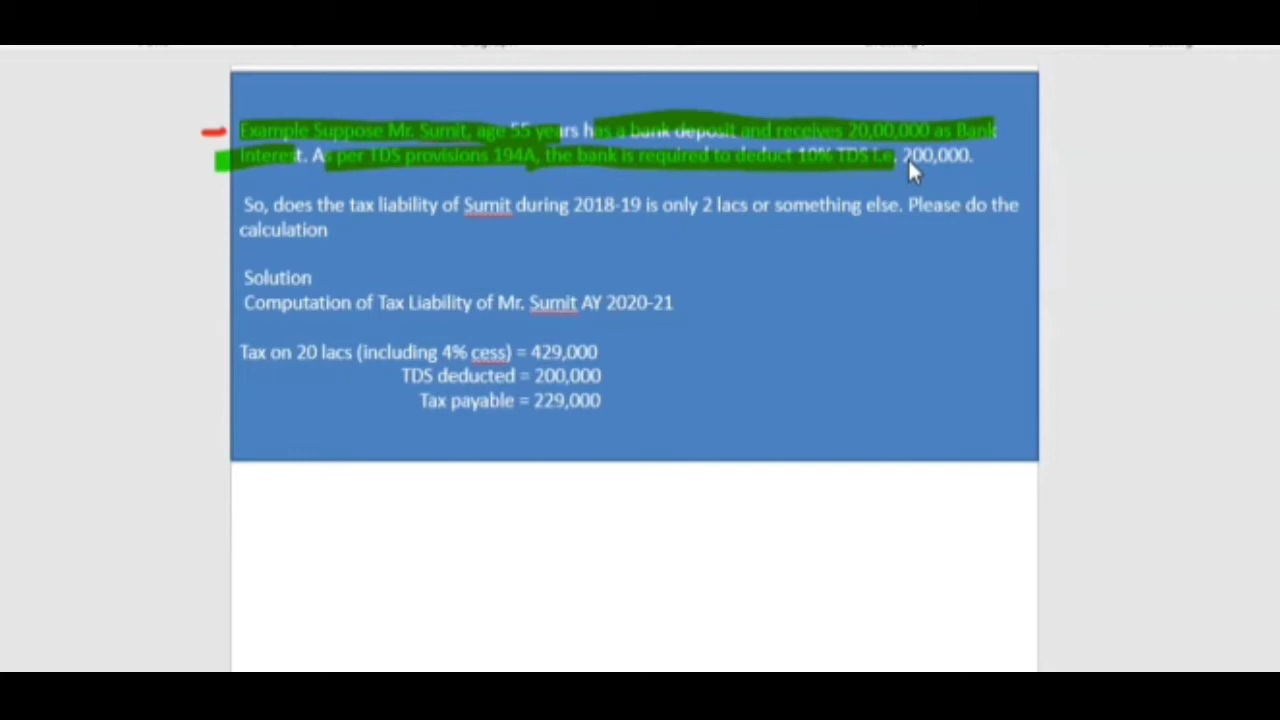 Example Suppose Mr. Sumit, age 55 years has a bank deposit and receives 20,00,000 as Bank
Interest. As per TDS provisions 194A, the bank is required to deduct 10% TDS i.e. 200,000.
So, does the tax liability of Sumit during 2018-19 is only 2 lacs or something else. Please do the
calculation
Solution
Computation of Tax Liability of Mr. Sumit AY 2020-21
Tax on 20 lacs (including 4% cess) = 429,000
TDS deducted = 200,000
Tax payable = 229,000